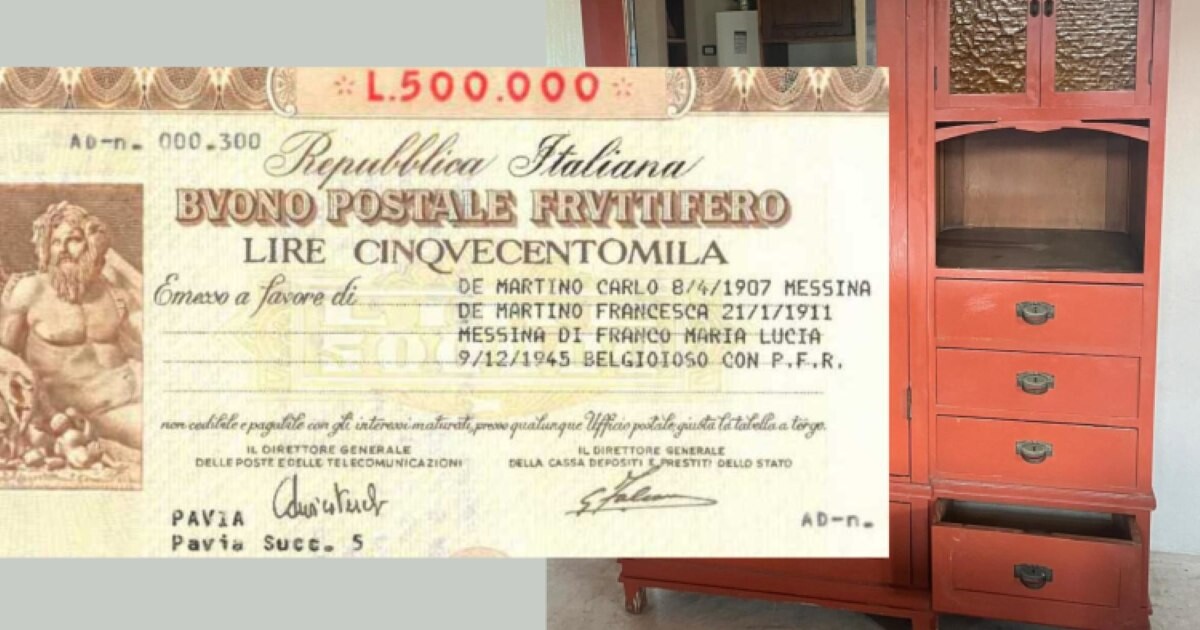 L.500.000
AD-n. 000.300
Repubblica Italiana
BVONO POSTALE FRVTTIFERO
LIRE CINQVECENTOMILA
Emesso a favore di
DE MARTINO CARLO 8/4/1907 MESSINA
DE MARTINO FRANCESCA 21/1/1911
MESSINA DI FRANCO MARIA LUCIA
9/12/1945 BELGIOIOSO CON P.F.R.
non cedibile e pagabile con gli interessi maturati, presso qualunque Ufficio postale, giusta la tabella a tergo.
IL DIRETTORE GENERALE
DELLE POSTE E DELLE TELECOMUNICAZIONI
IL DIRETTORE GENERALE
DELLA CASSA DEPOSITI E PRESTITI DELLO STATO
PAVIA
Pavia Succ. 5
AD-n.